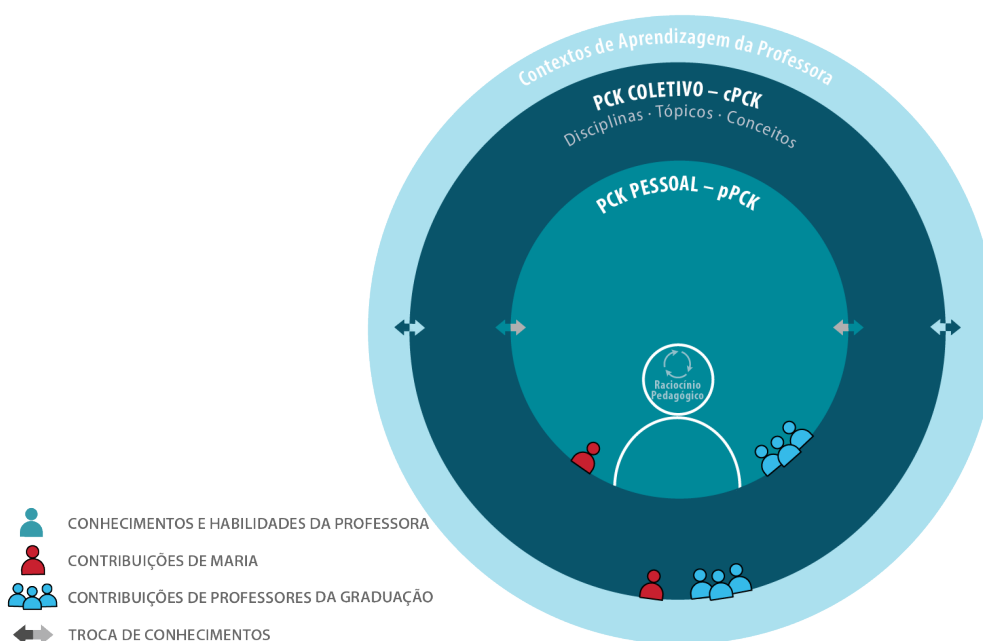 Contextos de Aprendizagem da Professora
PCK COLETIVO – cPCK
Disciplinas · Tópicos · Conceitos
PCK PESSOAL – pPCK
Raciocínio
Pedagógico
CONHECIMENTOS E HABILIDADES DA PROFESSORA
CONTRIBUIÇÕES DE MARIA
CONTRIBUIÇÕES DE PROFESSORES DA GRADUAÇÃO
TROCA DE CONHECIMENTOS